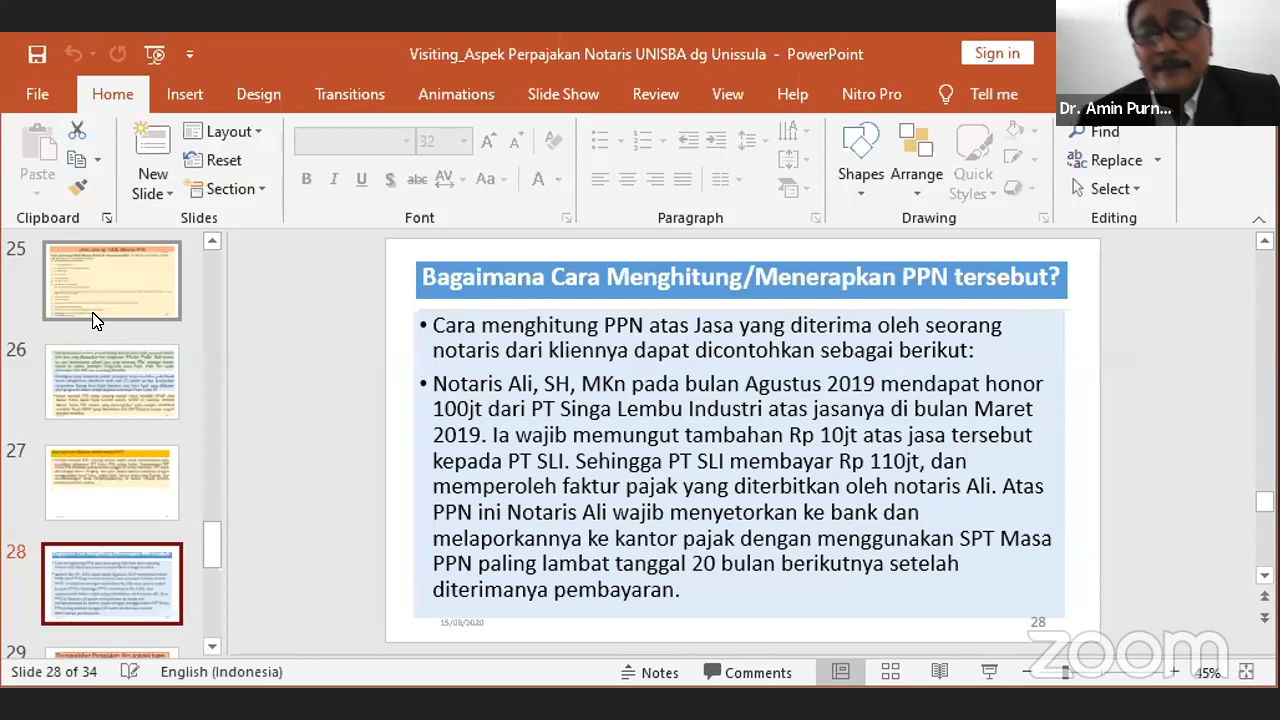 Visiting_Aspek Perpajakan Notaris UNISBA dg Unissula - PowerPoint
Sign in
Dr. Amin Purn...
File Home Insert Design Transitions Animations Slide Show Review View Help Nitro Pro Tell me
Paste
New Slide
Layout
Reset
Section
32
Shapes
Arrange
Quick Styles
Find
Replace
Select
Clipboard Slides Font Paragraph Drawing Editing
25
26
27
28
29
Bagaimana Cara Menghitung/Menerapkan PPN tersebut?
• Cara menghitung PPN atas Jasa yang diterima oleh seorang
notaris dari kliennya dapat dicontohkan sebagai berikut:
• Notaris Ali, SH, MKn pada bulan Agustus 2019 mendapat honor
100jt dari PT Singa Lembu Industri atas jasanya di bulan Maret
2019. Ia wajib memungut tambahan Rp 10jt atas jasa tersebut
kepada PT SLI. Sehingga PT SLI membayar Rp 110jt, dan
memperoleh faktur pajak yang diterbitkan oleh notaris Ali. Atas
PPN ini Notaris Ali wajib menyetorkan ke bank dan
melaporkannya ke kantor pajak dengan menggunakan SPT Masa
PPN paling lambat tanggal 20 bulan berikutnya setelah
diterimanya pembayaran.
15/08/2020
28
zoom
Slide 28 of 34 English (Indonesia) Notes Comments 45%